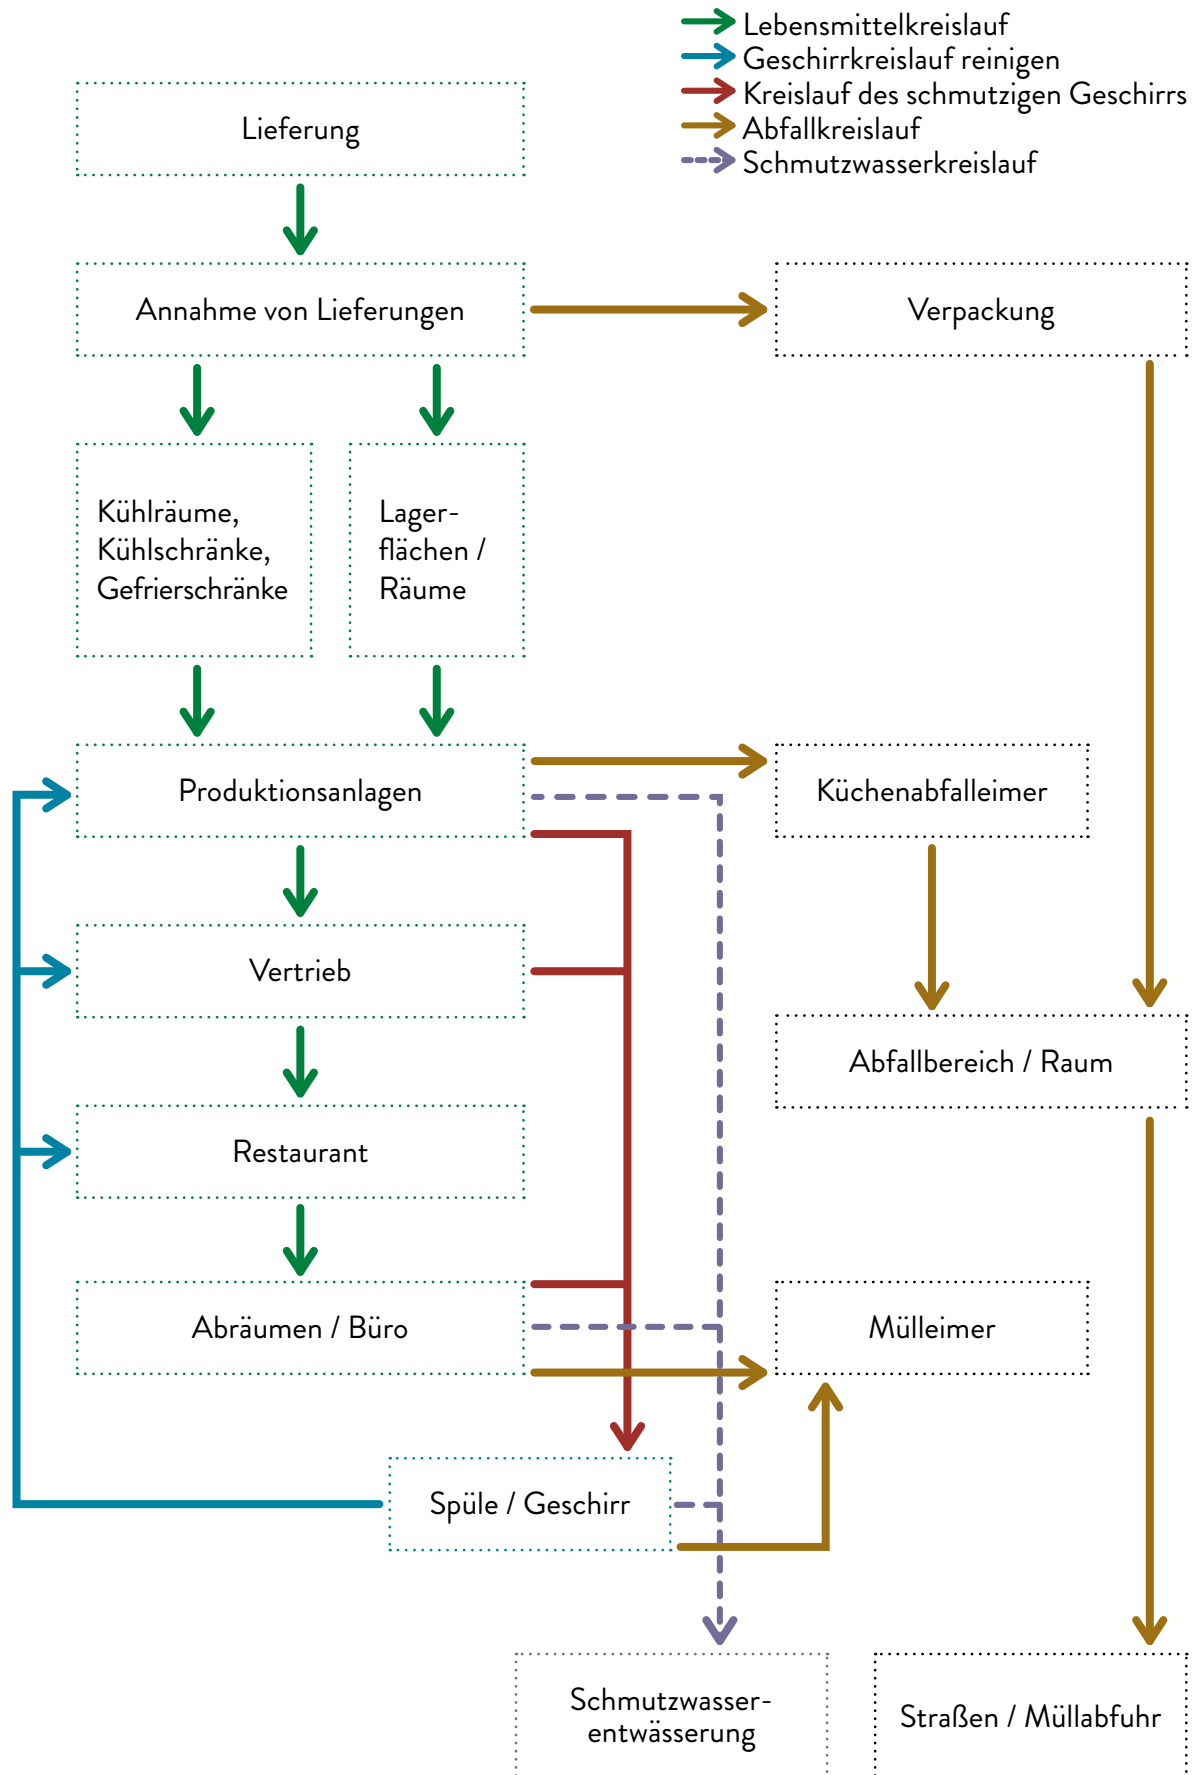 Lebensmittelkreislauf
Geschirrkreislauf reinigen
Kreislauf des schmutzigen Geschirrs
Abfallkreislauf
Schmutzwasserkreislauf
Lieferung
Annahme von Lieferungen
Verpackung
Kühlräume,
Kühlschränke,
Gefrierschränke
Lager-
flächen /
Räume
Produktionsanlagen
Küchenabfalleimer
Vertrieb
Abfallbereich / Raum
Restaurant
Abräumen / Büro
Mülleimer
Spüle / Geschirr
Schmutzwasser-
entwässerung
Straßen / Müllabfuhr